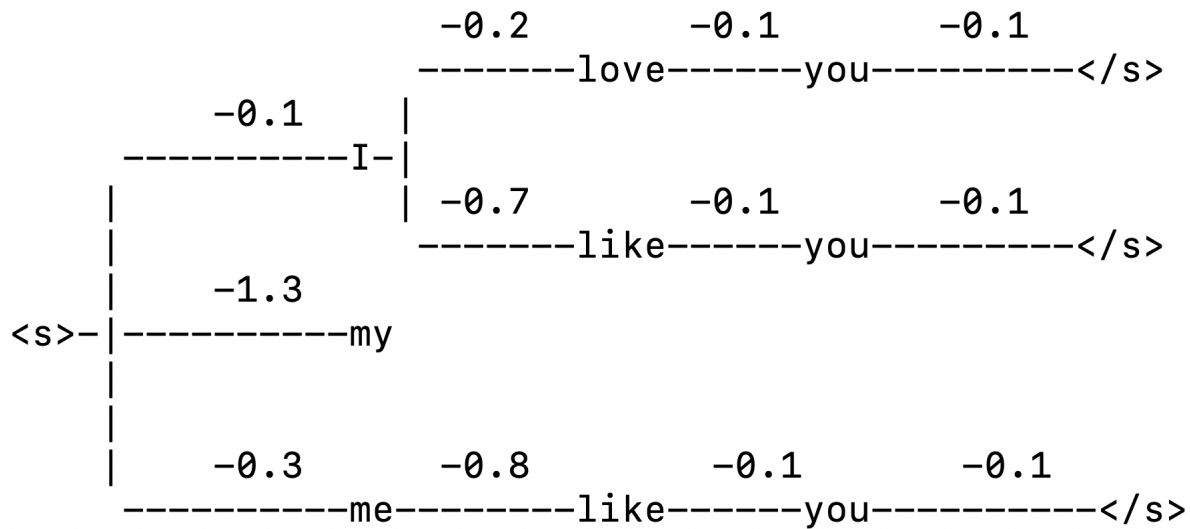 -0.2 -0.1 -0.1
-------love------you---------</s>
-0.1 |
----------I-|
| | -0.7 -0.1 -0.1
| -------like------you---------</s>
| -1.3
<s>-|----------my
|
|
| -0.3 -0.8 -0.1 -0.1
----------me--------like------you----------</s>